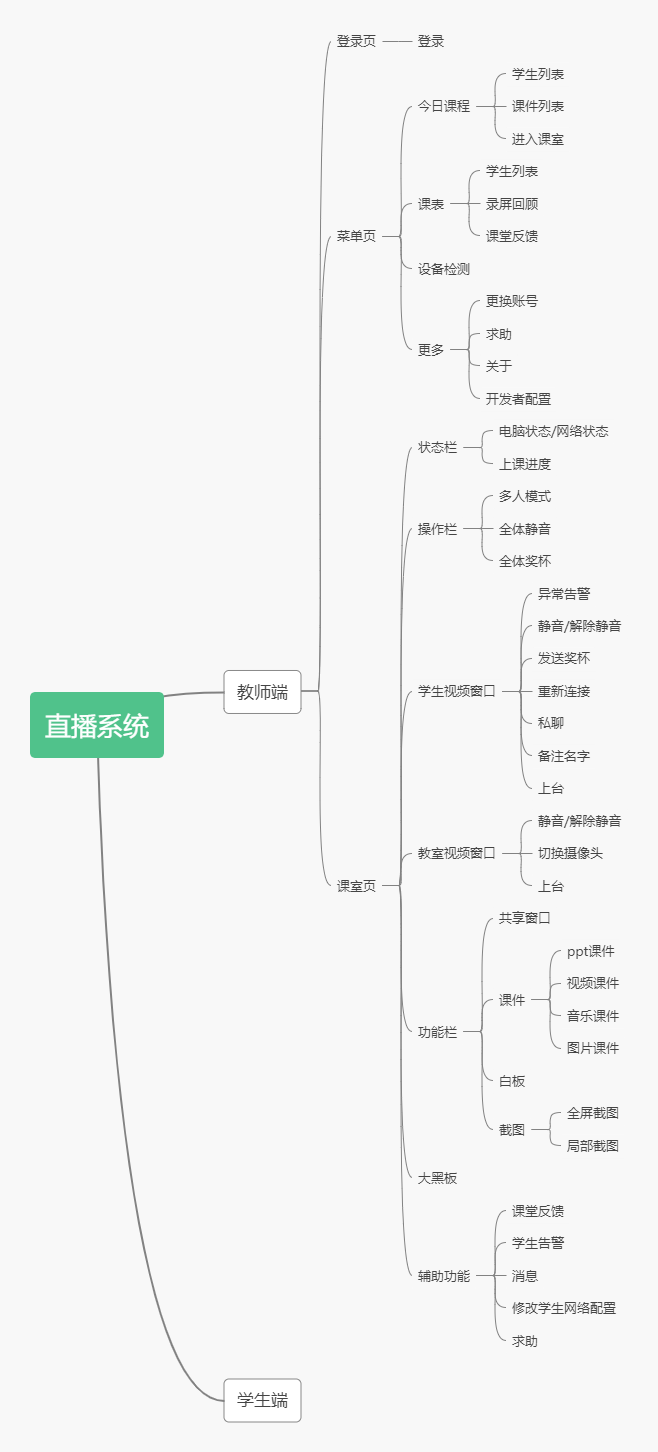 直播系统
教师端
登录页
登录
菜单页
今日课程
学生列表
课件列表
进入课室
课表
学生列表
录屏回顾
课堂反馈
设备检测
更多
更换账号
求助
关于
开发者配置
课室页
状态栏
电脑状态/网络状态
上课进度
操作栏
多人模式
全体静音
全体奖杯
学生视频窗口
异常告警
静音/解除静音
发送奖杯
重新连接
私聊
备注名字
上台
教室视频窗口
静音/解除静音
切换摄像头
上台
功能栏
共享窗口
课件
ppt课件
视频课件
音乐课件
图片课件
白板
截图
全屏截图
局部截图
大黑板
辅助功能
课堂反馈
学生告警
消息
修改学生网络配置
求助
学生端